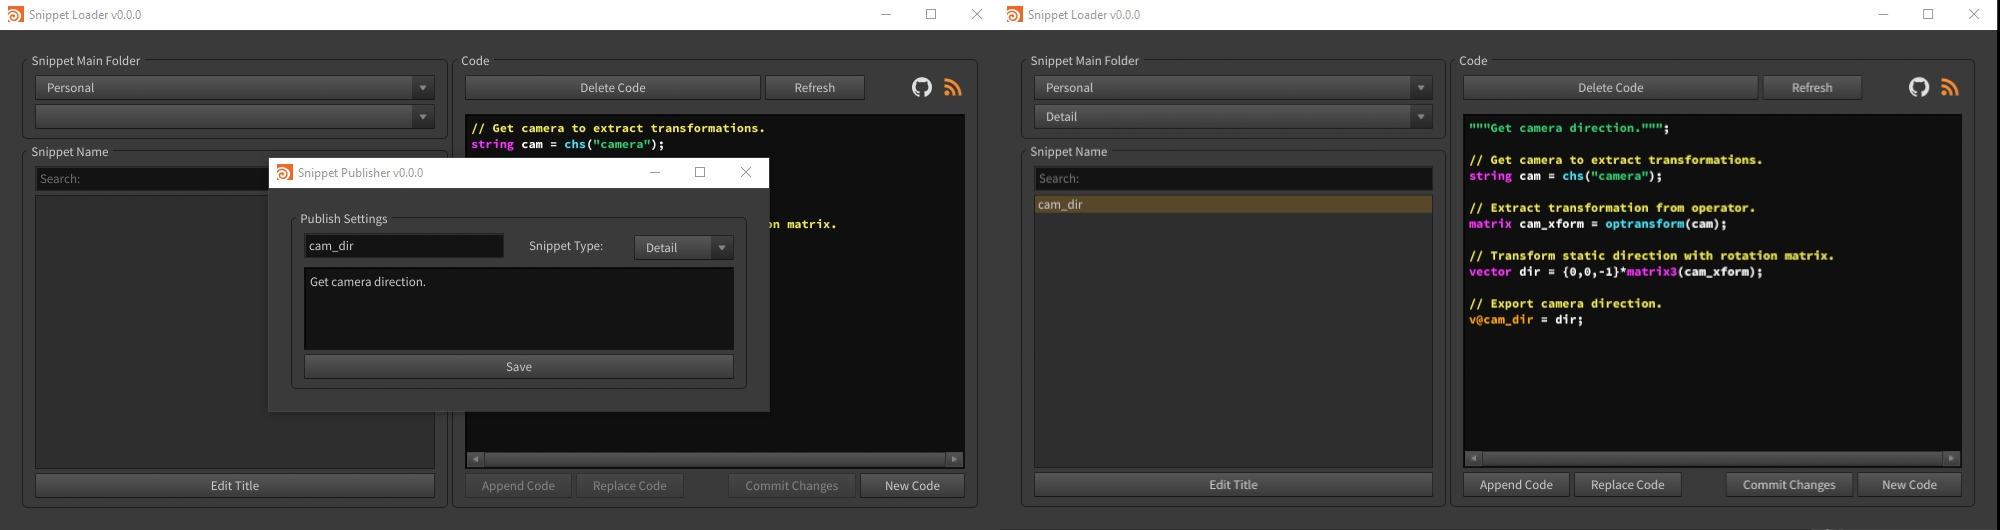 Snippet Loader v0.0.0
Snippet Main Folder
Personal
Snippet Name
Search:
Edit Title
Code
Delete Code
Refresh
// Get camera to extract transformations.
string cam = chs("camera");
on matrix.
Append Code
Replace Code
Commit Changes
New Code
Snippet Publisher v0.0.0
Publish Settings
cam_dir
Snippet Type:
Detail
Get camera direction.
Save
Snippet Loader v0.0.0
Snippet Main Folder
Personal
Detail
Snippet Name
Search:
cam_dir
Edit Title
Code
Delete Code
Refresh
"""Get camera direction.""";
// Get camera to extract transformations.
string cam = chs("camera");
// Extract transformation from operator.
matrix cam_xform = optransform(cam);
// Transform static direction with rotation matrix.
vector dir = {0,0,-1}*matrix3(cam_xform);
// Export camera direction.
v@cam_dir = dir;
Append Code
Replace Code
Commit Changes
New Code